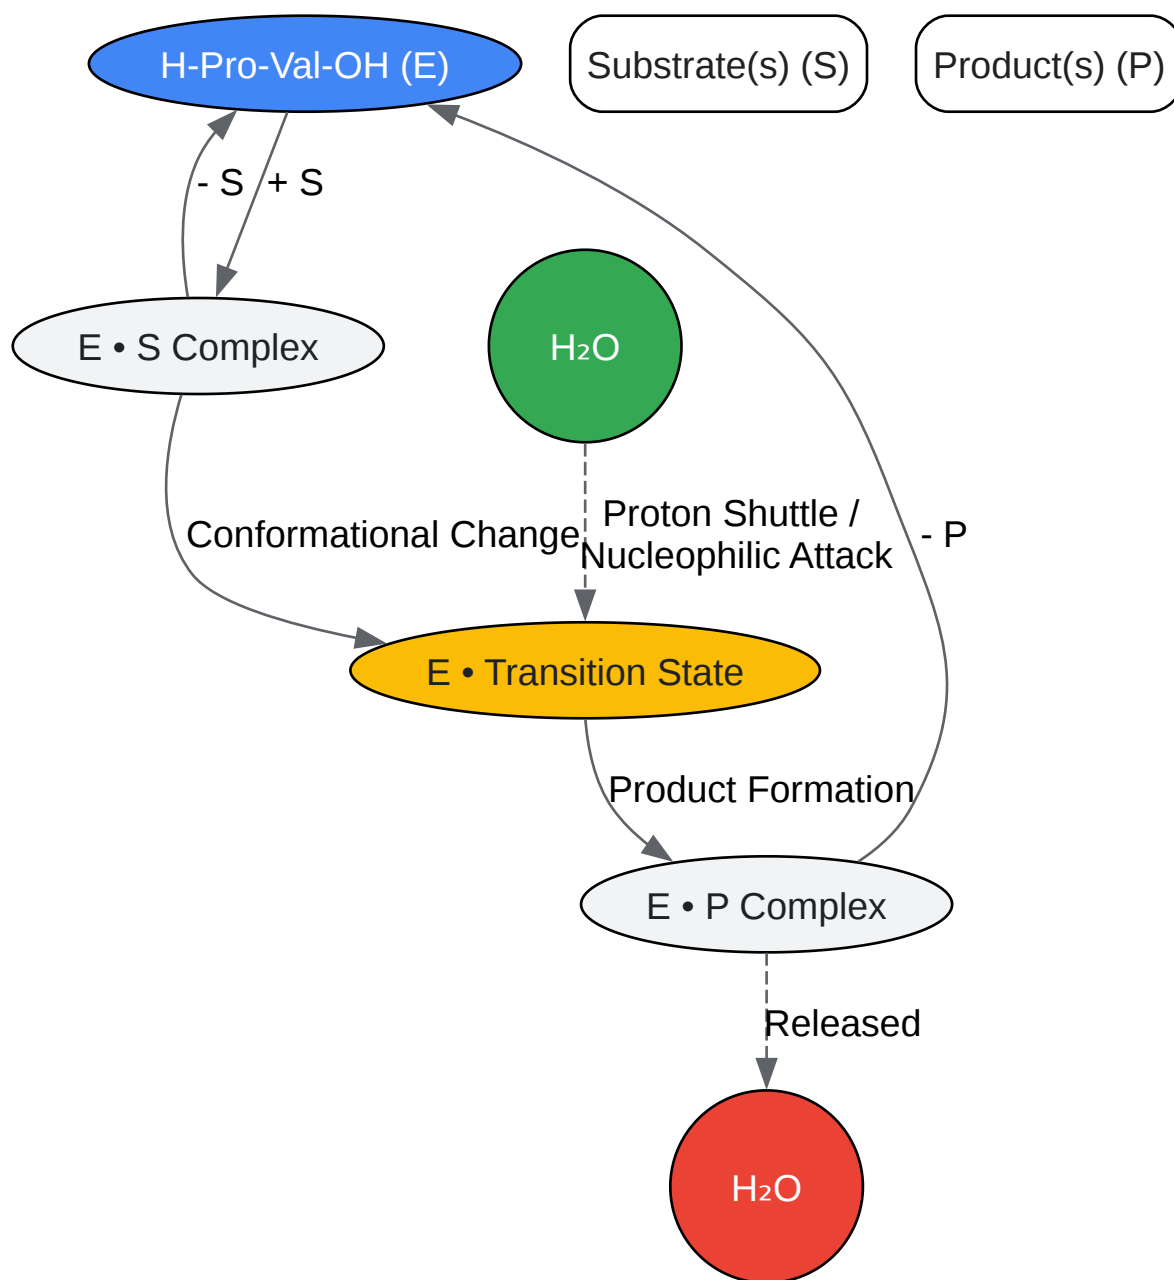 H-Pro-Val-OH (E)
Substrate(s) (S)
Product(s) (P)
- S
+ S
E • S Complex
H₂O
Conformational Change
Proton Shuttle /
Nucleophilic Attack
- P
E • Transition State
Product Formation
E • P Complex
Released
H₂O